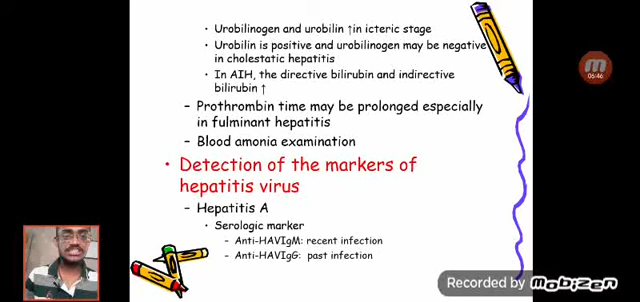 • Urobilinogen and urobilin ↑in icteric stage
• Urobilin is positive and urobilinogen may be negative
in cholestatic hepatitis
• In AIH, the directive bilirubin and indirective
bilirubin ↑
– Prothrombin time may be prolonged especially
in fulminant hepatitis
– Blood amonia examination
• Detection of the markers of
hepatitis virus
– Hepatitis A
• Serologic marker
– Anti-HAVIgM: recent infection
– Anti-HAVIgG: past infection
06:46
Recorded by mobizen